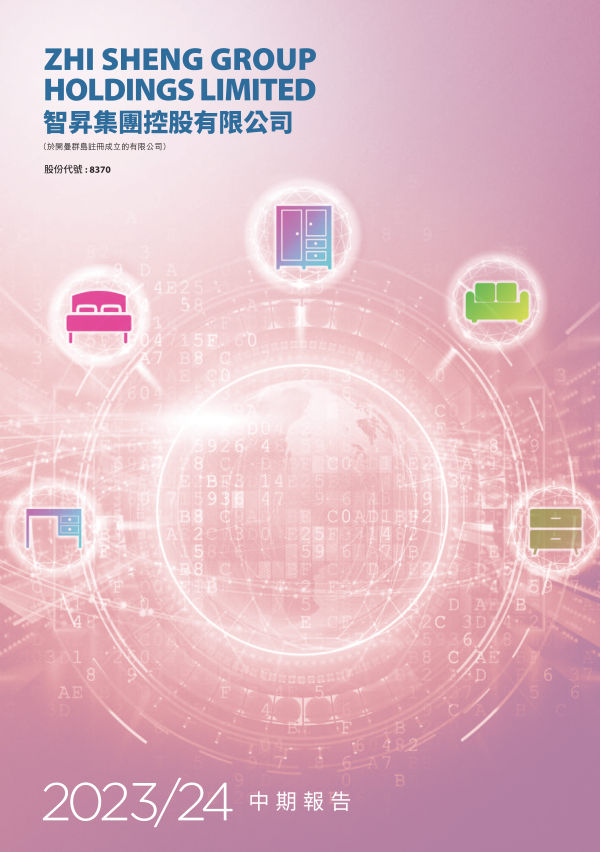 ZHI SHENG GROUP
HOLDINGS LIMITED
智昇集團控股有限公司
(於開曼群島註冊成立的有限公司)
股份代號 : 8370
2023/24 中期報告